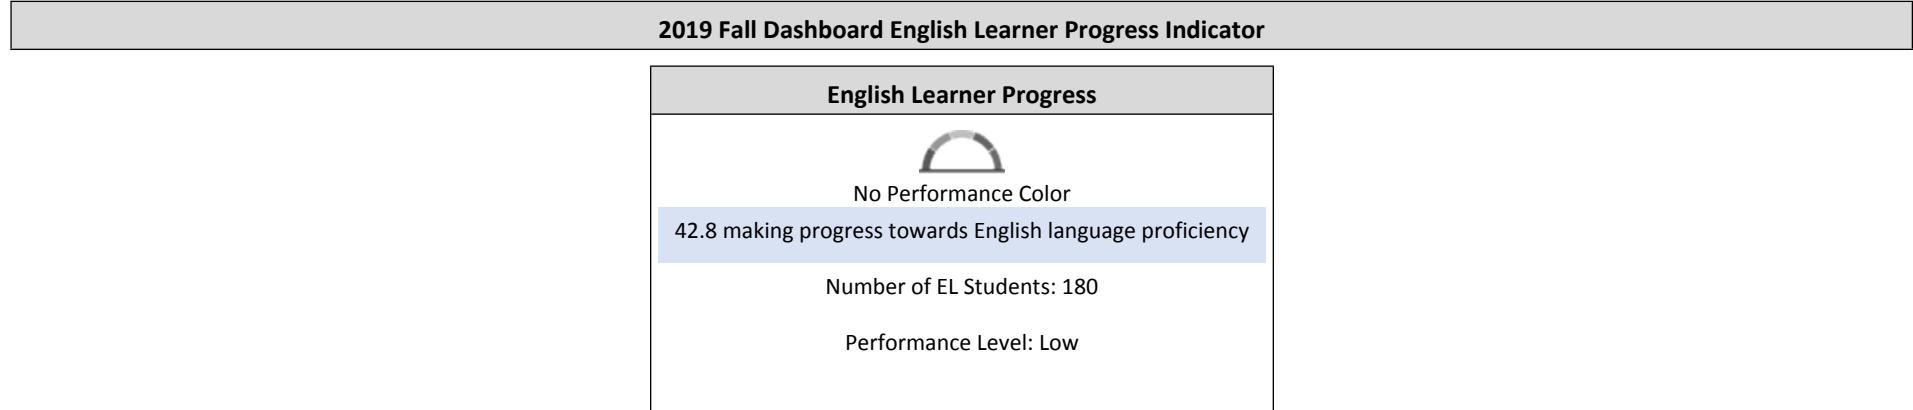 2019 Fall Dashboard English Learner Progress Indicator
English Learner Progress
No Performance Color
42.8 making progress towards English language proficiency
Number of EL Students: 180
Performance Level: Low